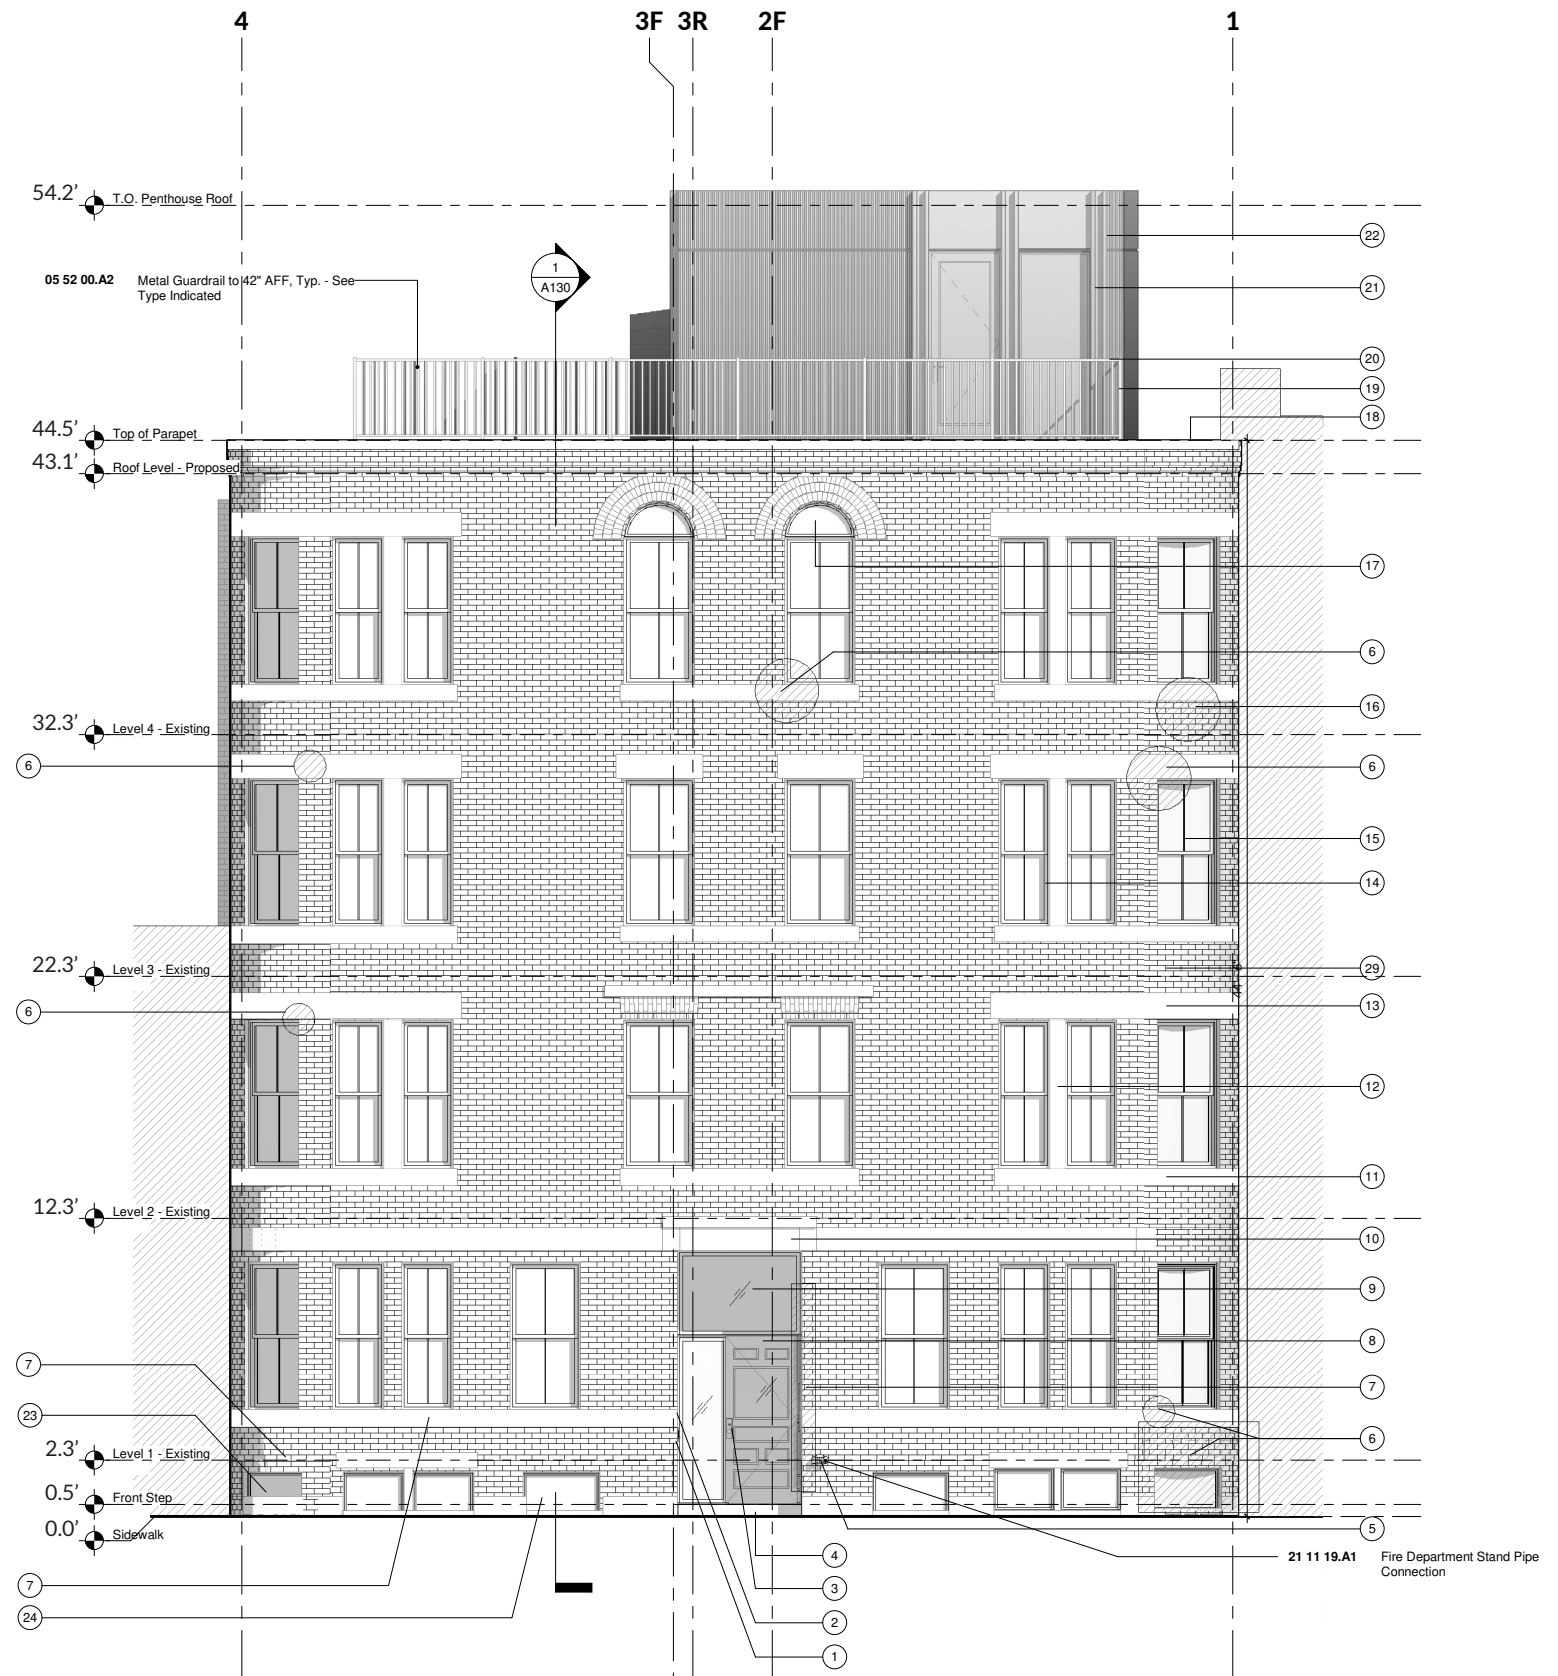 4
3F 3R
2F
1
54.2’
T.O. Penthouse Roof
22
05 52 00.A2
Metal Guardrail to 42" AFF, Typ. - See
Type Indicated
1
A130
21
20
19
18
44.5’
Top of Parapet
43.1’
Roof Level - Proposed
17
6
16
32.3’
Level 4 - Existing
6
6
15
14
22.3’
Level 3 - Existing
29
13
6
12
11
12.3’
Level 2 - Existing
10
9
8
7
7
23
6
2.3’
Level 1 - Existing
0.5’
Front Step
0.0’
Sidewalk
5
4
21 11 19.A1
Fire Department Stand Pipe
Connection
7
3
24
2
1